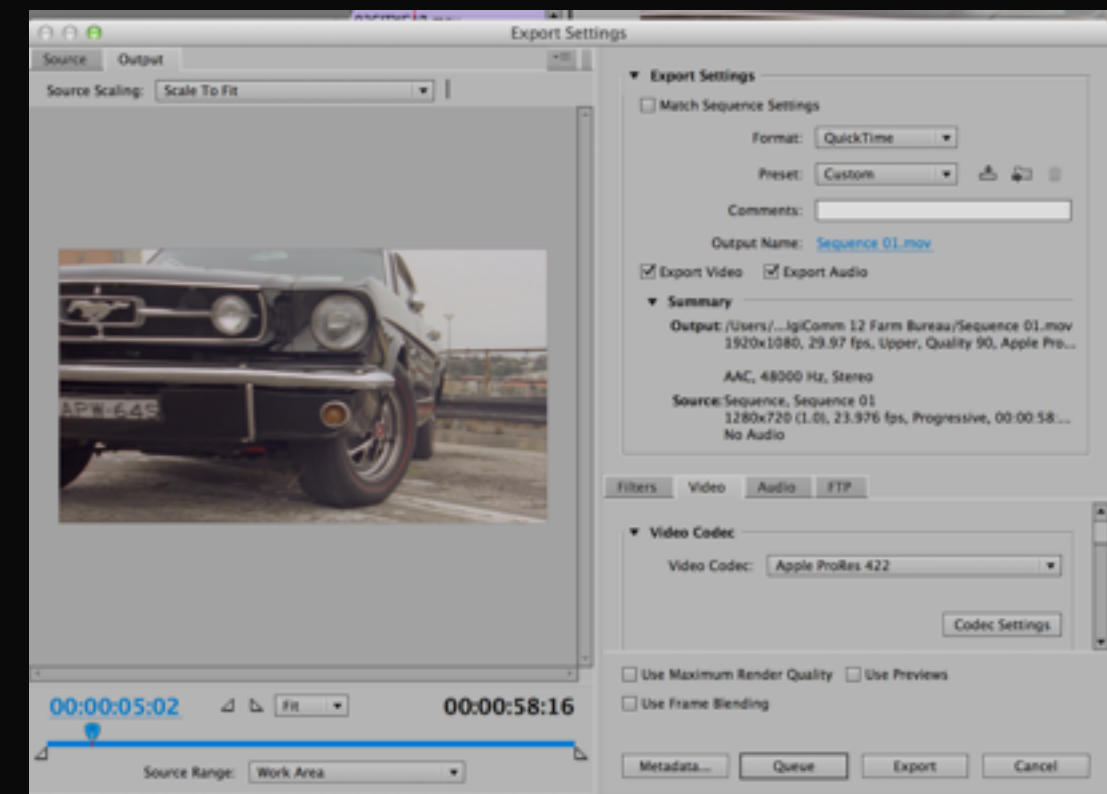 Export Settings
Source Output
Source Scaling: Scale To Fit
APW-645
00:00:05:02 Fit 00:00:58:16
Source Range: Work Area
Export Settings
Match Sequence Settings
Format: QuickTime
Preset: Custom
Comments:
Output Name: Sequence 01.mov
Export Video Export Audio
Summary
Output: /Users/...lgiComm 12 Farm Bureau/Sequence 01.mov
1920x1080, 29.97 fps, Upper, Quality 90, Apple Pro...
AAC, 48000 Hz, Stereo
Source: Sequence, Sequence 01
1280x720 (1.0), 23.976 fps, Progressive, 00:00:58:...
No Audio
Filters Video Audio FTP
Video Codec
Video Codec: Apple ProRes 422
Codec Settings
Use Maximum Render Quality Use Previews
Use Frame Blending
Metadata... Queue Export Cancel